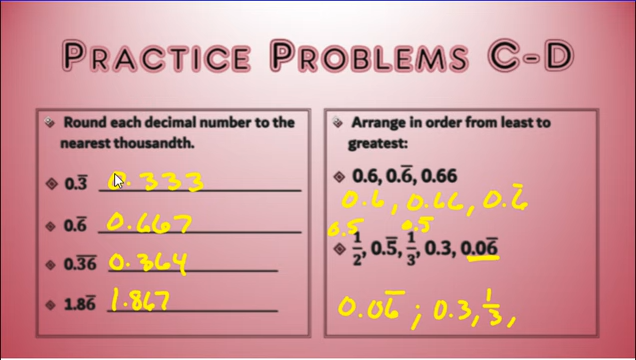 PRACTICE PROBLEMS C-D
Round each decimal number to the
nearest thousandth.
0.3̅ 0.333
0.6̅ 0.667
0.3̅6̅ 0.364
1.86̅ 1.867
Arrange in order from least to
greatest:
0.6, 0.6̅, 0.66
0.6, 0.66, 0.6̅
0.5 0.5
1/2, 0.5̅, 1/3, 0.3, 0.06̅
0.06̅ ; 0.3, 1/3,